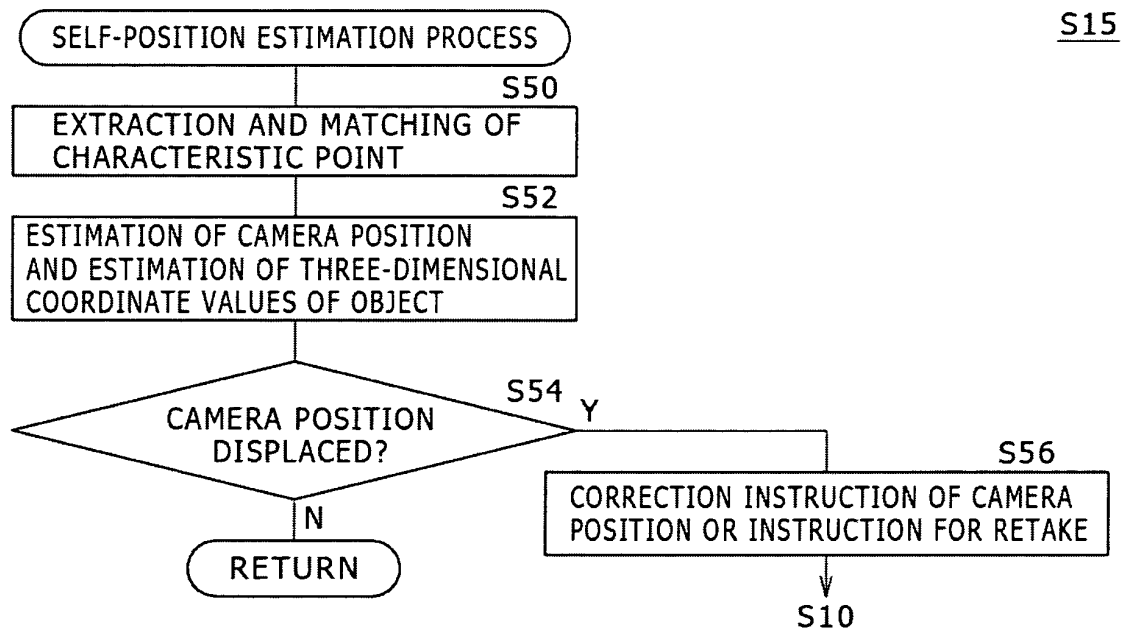 S15
SELF-POSITION ESTIMATION PROCESS
S50
EXTRACTION AND MATCHING OF
CHARACTERISTIC POINT
S52
ESTIMATION OF CAMERA POSITION
AND ESTIMATION OF THREE-DIMENSIONAL
COORDINATE VALUES OF OBJECT
S54
CAMERA POSITION
DISPLACED?
Y
N
RETURN
S56
CORRECTION INSTRUCTION OF CAMERA
POSITION OR INSTRUCTION FOR RETAKE
S10